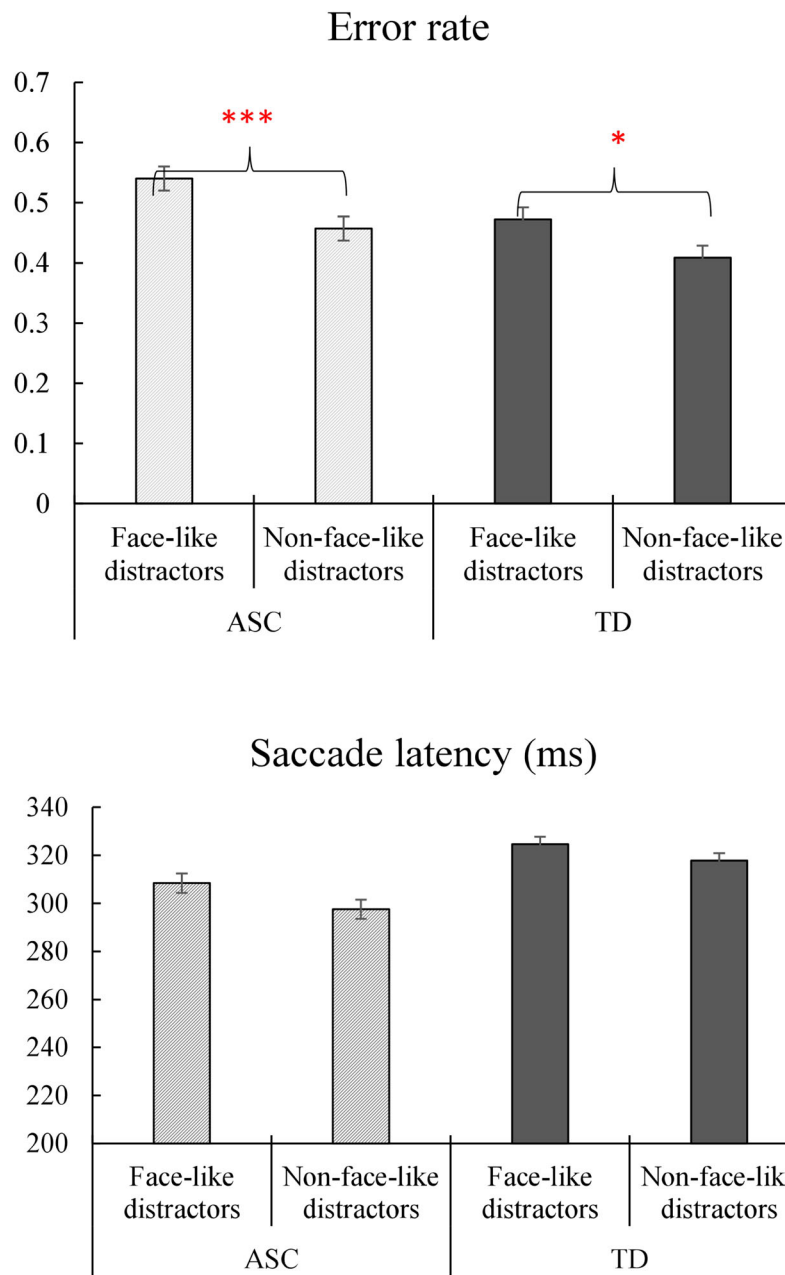 Error rate
0.7
0.6
0.5
0.4
0.3
0.2
0.1
0
***
*
Face-like distractors
Non-face-like distractors
Face-like distractors
Non-face-like distractors
ASC
TD
Saccade latency (ms)
340
320
300
280
260
240
220
200
Face-like distractors
Non-face-like distractors
Face-like distractors
Non-face-lik distractors
ASC
TD